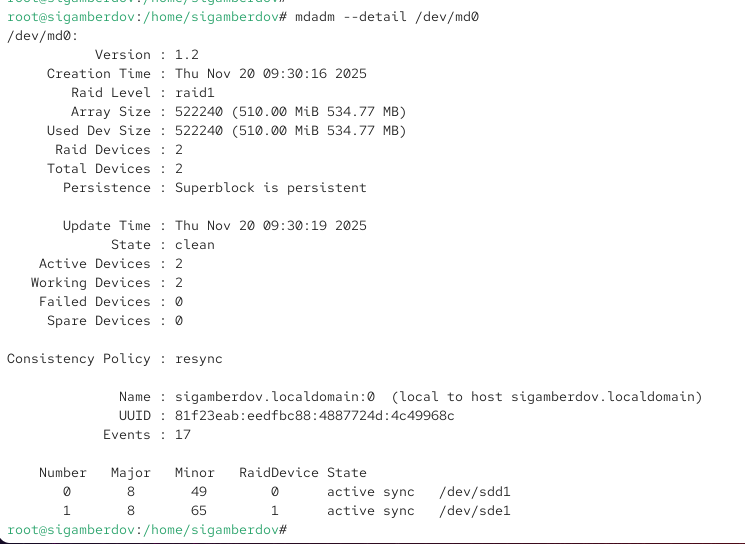 root@sigamberdov:/home/sigamberdov#
root@sigamberdov:/home/sigamberdov# mdadm --detail /dev/md0
/dev/md0:
           Version : 1.2
     Creation Time : Thu Nov 20 09:30:16 2025
        Raid Level : raid1
        Array Size : 522240 (510.00 MiB 534.77 MB)
     Used Dev Size : 522240 (510.00 MiB 534.77 MB)
      Raid Devices : 2
     Total Devices : 2
       Persistence : Superblock is persistent

       Update Time : Thu Nov 20 09:30:19 2025
             State : clean
    Active Devices : 2
   Working Devices : 2
    Failed Devices : 0
     Spare Devices : 0

Consistency Policy : resync

              Name : sigamberdov.localdomain:0  (local to host sigamberdov.localdomain)
              UUID : 81f23eab:eedfbc88:4887724d:4c49968c
            Events : 17

    Number   Major   Minor   RaidDevice State
       0       8       49        0      active sync   /dev/sdd1
       1       8       65        1      active sync   /dev/sde1
root@sigamberdov:/home/sigamberdov#